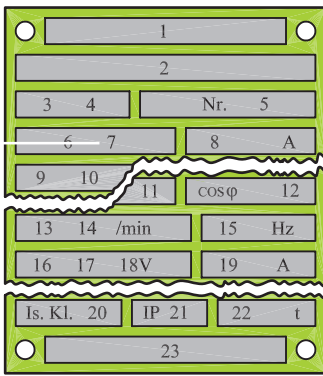 1
2
3 4 Nr. 5
6 7 8 A
9 10
11 cosφ 12
13 14 /min 15 Hz
16 17 18V 19 A
Is. Kl. 20 IP 21 22 t
23